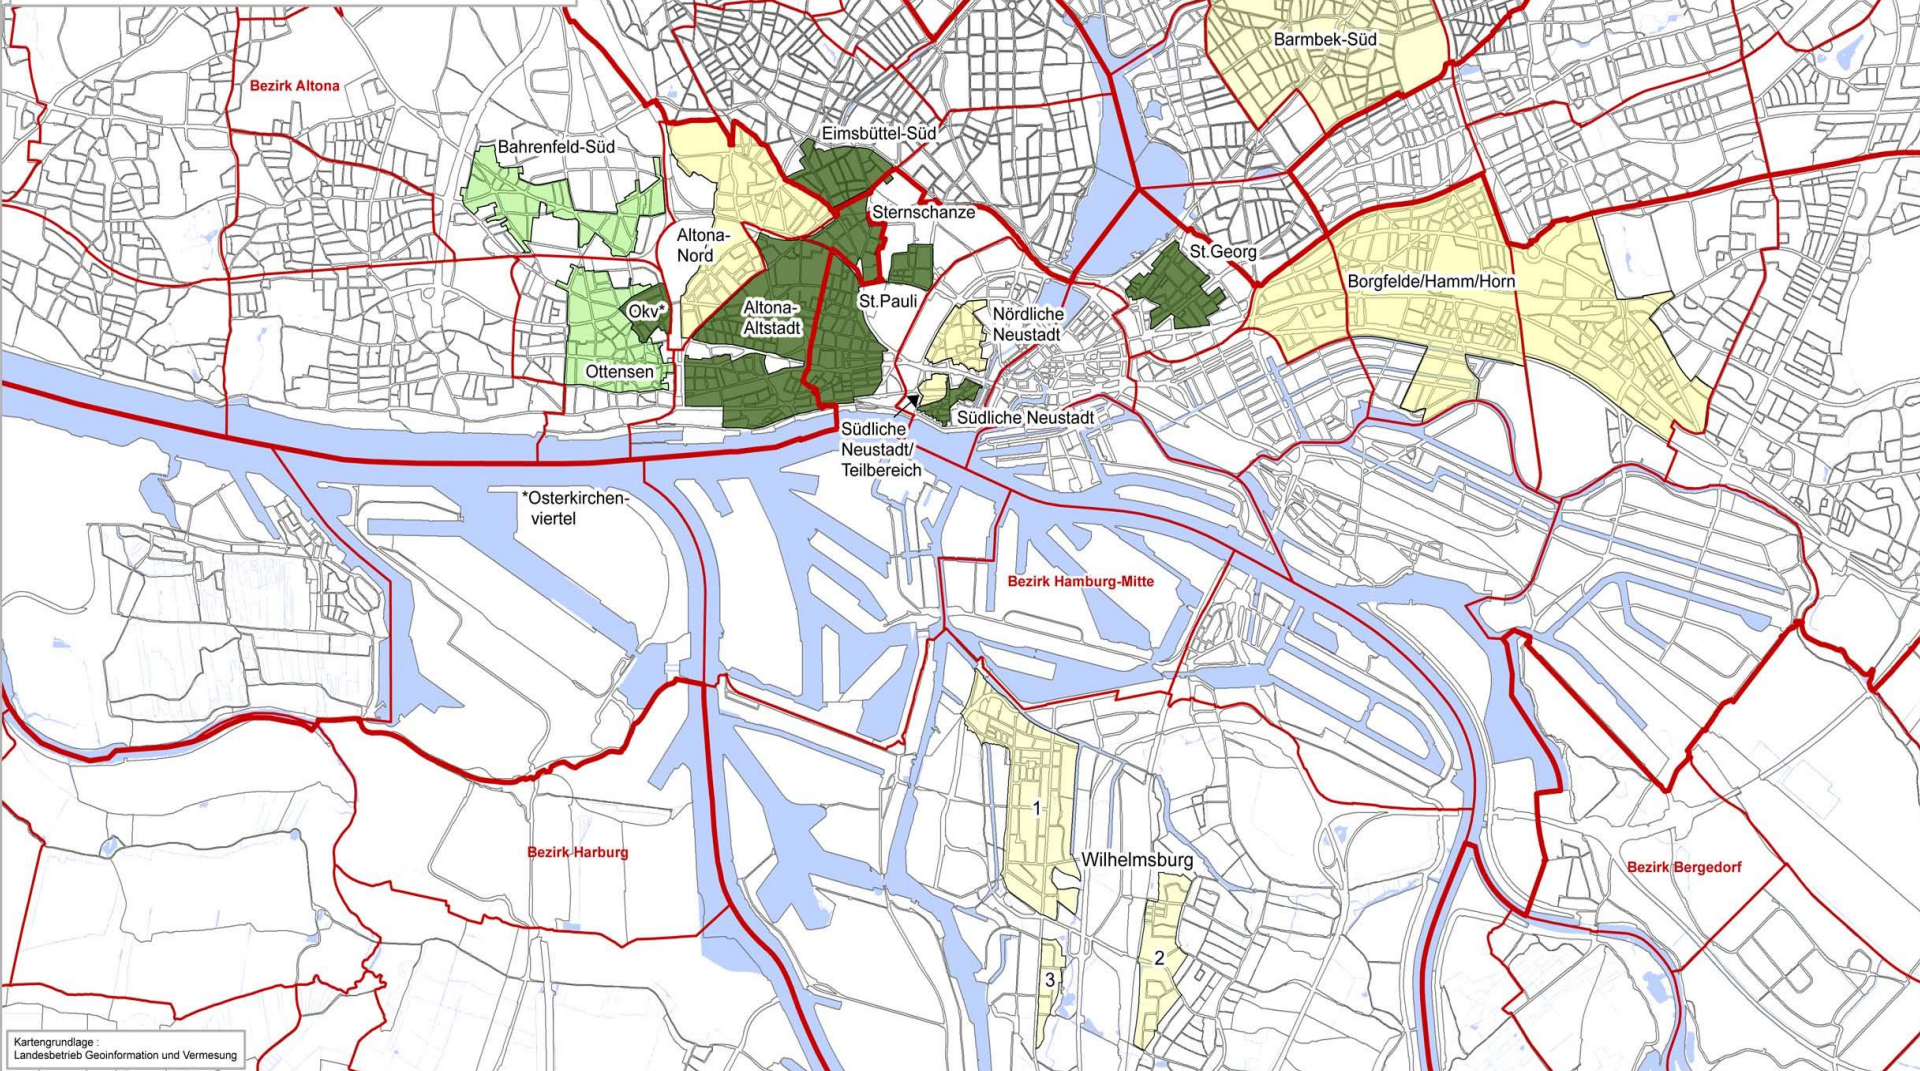 Barmbek-Süd
Bezirk Altona
Eimsbüttel-Süd
Bahrenfeld-Süd
Sternschanze
Altona-
Nord
St.Georg
Borgfelde/Hamm/Horn
Okv*
Altona-
Altstadt
St.Pauli
Nördliche
Neustadt
Ottensen
Südliche Neustadt
Südliche
Neustadt/
Teilbereich
*Osterkirchen-
viertel
Bezirk Hamburg-Mitte
1
Bezirk Harburg
Wilhelmsburg
Bezirk Bergedorf
2
3
Kartengrundlage :
Landesbetrieb Geoinformation und Vermesung